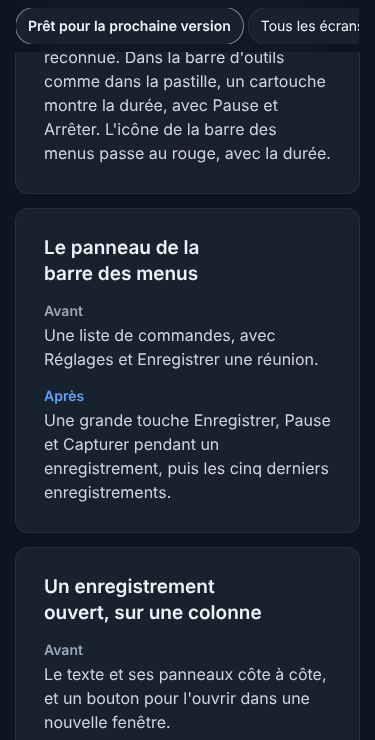 Prêt pour la prochaine version
Tous les écrans
reconnue. Dans la barre d'outils
comme dans la pastille, un cartouche
montre la durée, avec Pause et
Arrêter. L'icône de la barre des
menus passe au rouge, avec la durée.
Le panneau de la
barre des menus
Avant
Une liste de commandes, avec
Réglages et Enregistrer une réunion.
Après
Une grande touche Enregistrer, Pause
et Capturer pendant un
enregistrement, puis les cinq derniers
enregistrements.
Un enregistrement
ouvert, sur une colonne
Avant
Le texte et ses panneaux côte à côte,
et un bouton pour l'ouvrir dans une
nouvelle fenêtre.